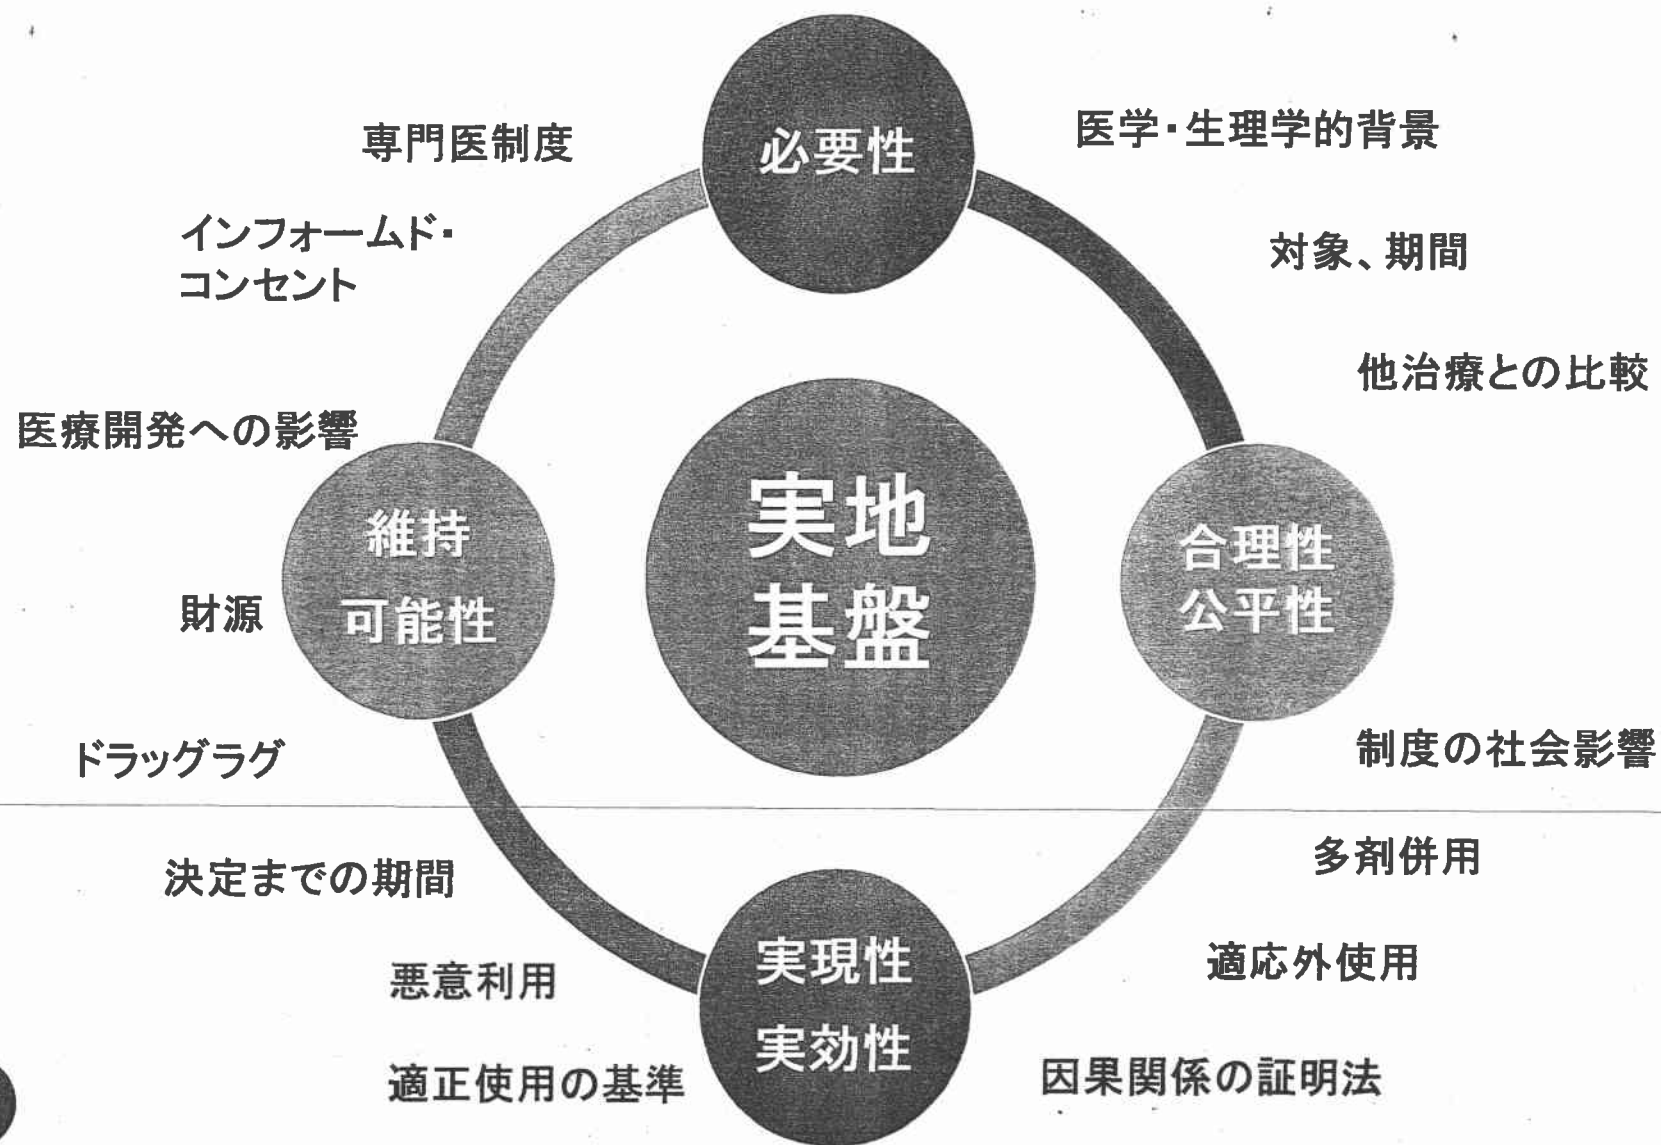 必要性
専門医制度
医学・生理学的背景
インフォームド・
コンセント
対象、期間
他治療との比較
医療開発への影響
維持
可能性
実地
基盤
合理性
公平性
財源
ドラッグラグ
制度の社会影響
決定までの期間
多剤併用
悪意利用
実現性
実効性
適応外使用
適正使用の基準
因果関係の証明法